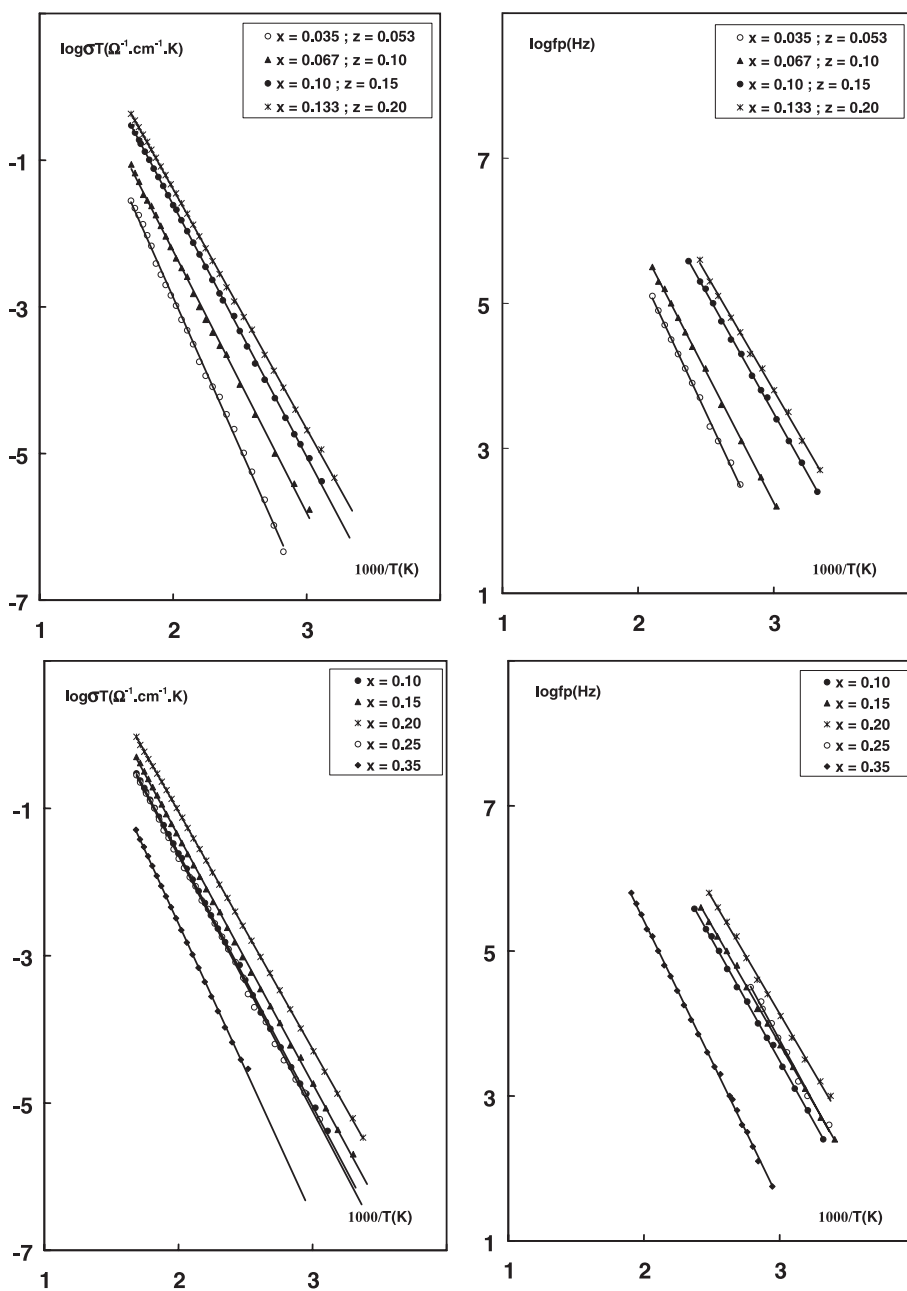 logσT(Ω⁻¹.cm⁻¹.K)
x = 0.035 ; z = 0.053
x = 0.067 ; z = 0.10
x = 0.10 ; z = 0.15
x = 0.133 ; z = 0.20
-1
-3
-5
-7
1000/T(K)
1 2 3
logfp(Hz)
x = 0.035 ; z = 0.053
x = 0.067 ; z = 0.10
x = 0.10 ; z = 0.15
x = 0.133 ; z = 0.20
7
5
3
1
1000/T(K)
1 2 3
logσT(Ω⁻¹.cm⁻¹.K)
x = 0.10
x = 0.15
x = 0.20
x = 0.25
x = 0.35
-1
-3
-5
-7
1000/T(K)
1 2 3
logfp(Hz)
x = 0.10
x = 0.15
x = 0.20
x = 0.25
x = 0.35
7
5
3
1
1000/T(K)
1 2 3